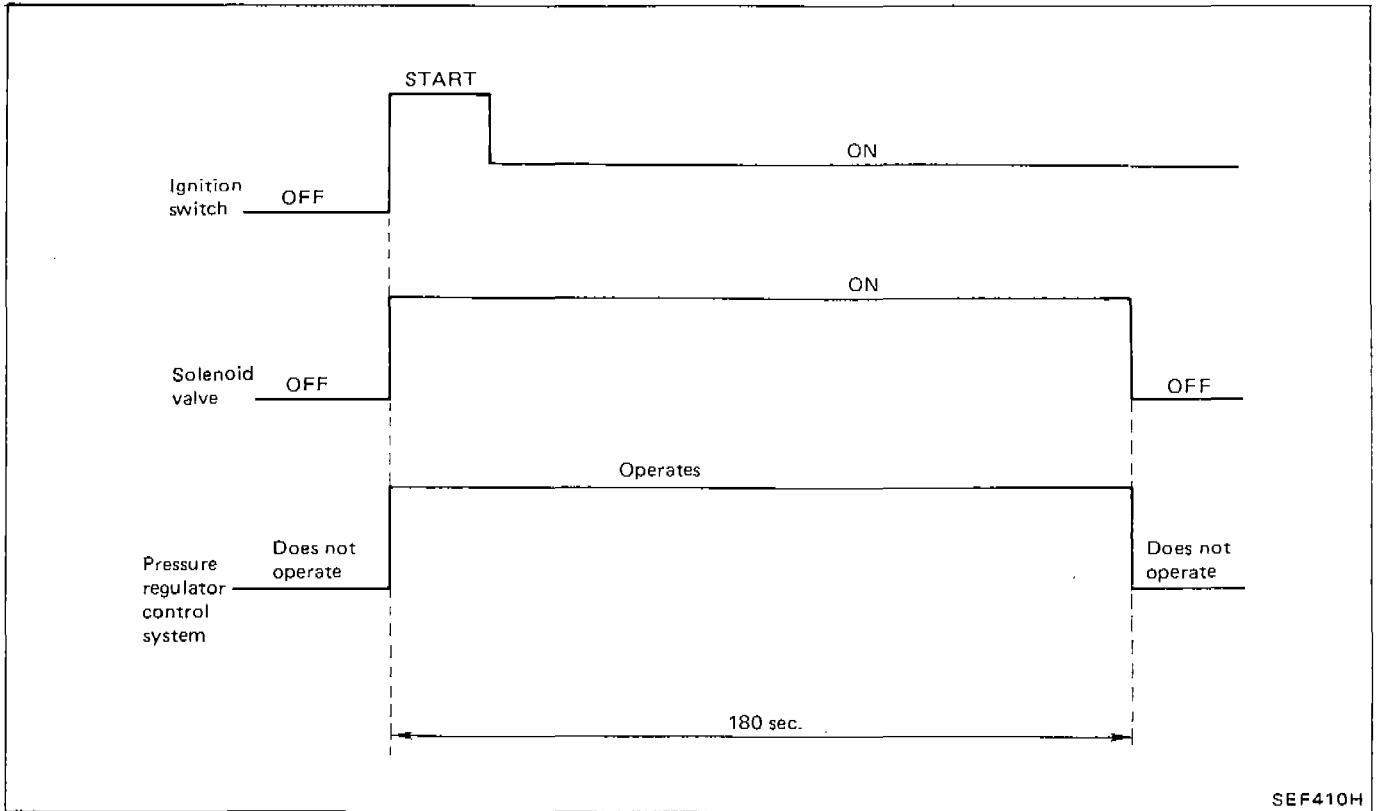 START
ON
Ignition
switch
OFF
ON
Solenoid
valve
OFF
OFF
Operates
Does not
operate
Does not
operate
Pressure
regulator
control
system
180 sec.
SEF410H